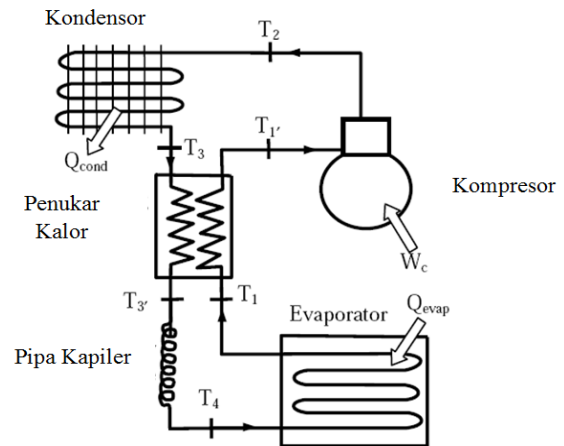 Kondensor
T2
T1'
T3
Qcond
Kompresor
Penukar
Kalor
Wc
T3'
T1
Evaporator
Qevap
Pipa Kapiler
T4